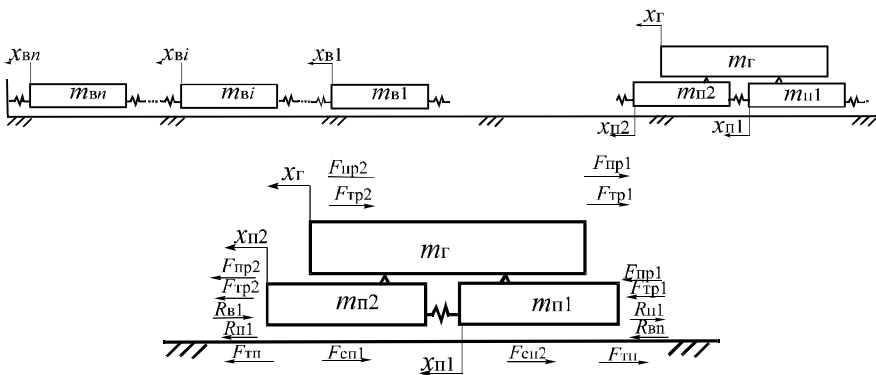 xвn xвi xв1 xг
mвn mвi mв1 mг
mп2 mп1
xп2 xп1
xг Fпр2 Fпр1
Fтр2 Fтр1
xп2 mг
Fпр2 Fпр1
Fтр2 mп2 mп1 Fтр1
Rв1 Rп1
Rп1 Rвn
Fтп Fсп1 xп1 Fсп2 Fтп